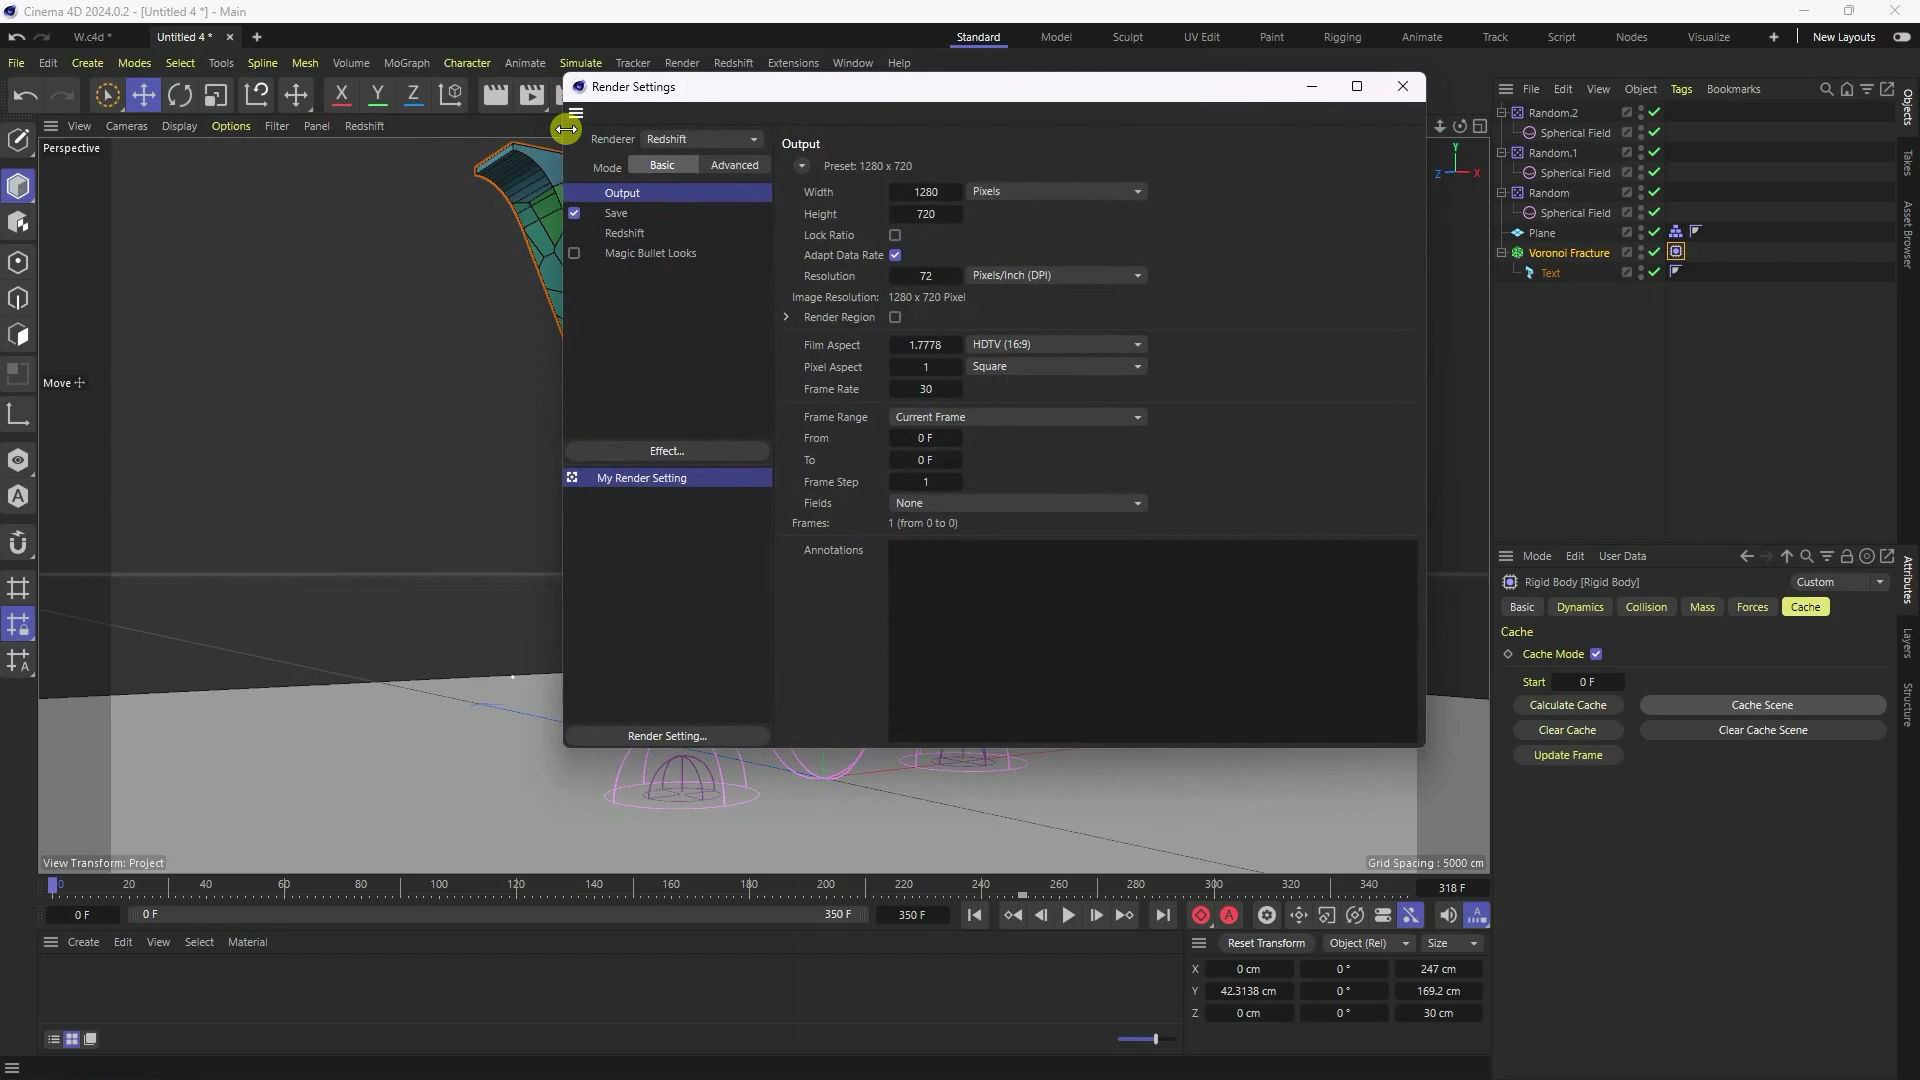 Cinema 4D 2024.0.2 - [Untitled 4 *] - Main
W.c4d *
Untitled 4 *
Standard
Model
Sculpt
UV Edit
Paint
Rigging
Animate
Track
Script
Nodes
Visualize
New Layouts
File Edit Create Modes Select Tools Spline Mesh Volume MoGraph Character Animate Simulate Tracker Render Redshift Extensions Window Help
X Y Z
View Cameras Display Options Filter Panel Redshift
Perspective
Move
Render Settings
Renderer Redshift
Mode Basic Advanced
Output
Save
Redshift
Magic Bullet Looks
Effect...
My Render Setting
Render Setting...
Output
Preset: 1280 x 720
Width 1280 Pixels
Height 720
Lock Ratio
Adapt Data Rate
Resolution 72 Pixels/Inch (DPI)
Image Resolution: 1280 x 720 Pixel
Render Region
Film Aspect 1.7778 HDTV (16:9)
Pixel Aspect 1 Square
Frame Rate 30
Frame Range Current Frame
From 0 F
To 0 F
Frame Step 1
Fields None
Frames: 1 (from 0 to 0)
Annotations
Y
Z X
File Edit View Object Tags Bookmarks
Random.2
Spherical Field
Random.1
Spherical Field
Random
Spherical Field
Plane
Voronoi Fracture
Text
Objects
Takes
Asset Browser
Mode Edit User Data
Rigid Body [Rigid Body]
Custom
Basic Dynamics Collision Mass Forces Cache
Cache
Cache Mode
Start 0 F
Calculate Cache Cache Scene
Clear Cache Clear Cache Scene
Update Frame
Attributes
Layers
Structure
View Transform: Project
Grid Spacing : 5000 cm
0 20 40 60 80 100 120 140 160 180 200 220 240 260 280 300 320 340 318 F
0 F 0 F 350 F 350 F
Create Edit View Select Material
Reset Transform Object (Rel) Size
X 0 cm 0 ° 247 cm
Y 42.3138 cm 0 ° 169.2 cm
Z 0 cm 0 ° 30 cm